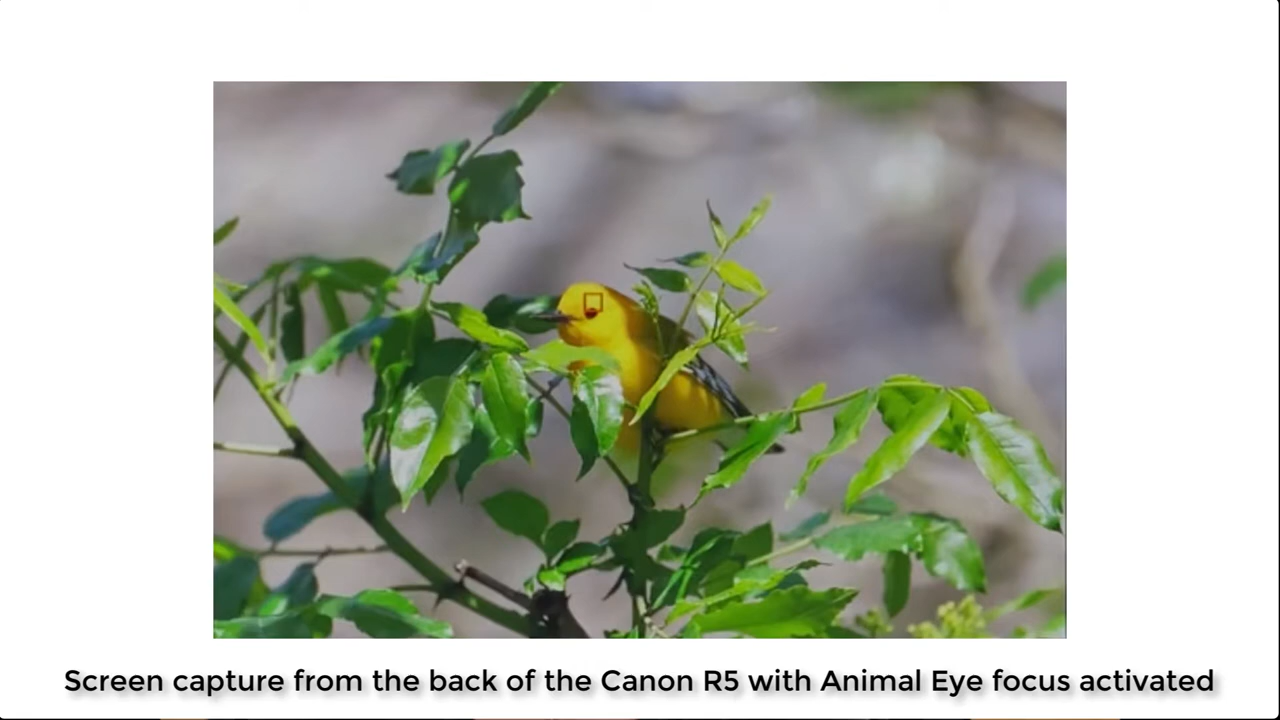 Screen capture from the back of the Canon R5 with Animal Eye focus activated